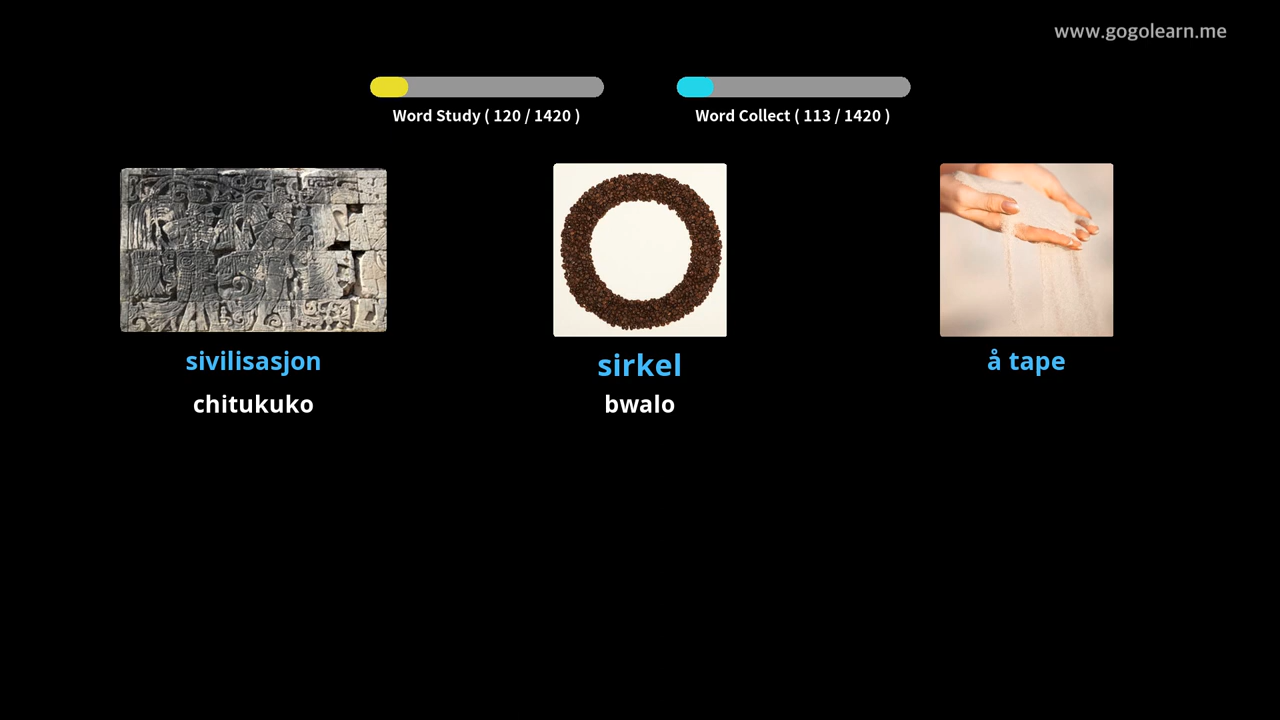 www.gogolearn.me
Word Study ( 120 / 1420 )
Word Collect ( 113 / 1420 )
sivilisasjon
chitukuko
sirkel
bwalo
å tape